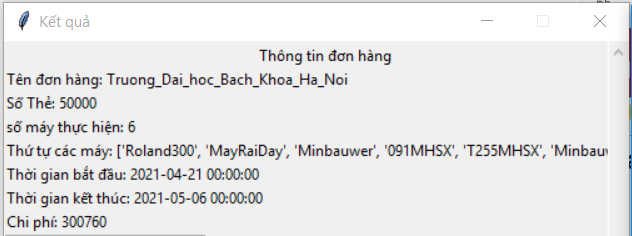 Kết quả
Thông tin đơn hàng
Tên đơn hàng: Truong_Dai_hoc_Bach_Khoa_Ha_Noi
Số Thẻ: 50000
số máy thực hiện: 6
Thứ tự các máy: ['Roland300', 'MayRaiDay', 'Minbauwer', '091MHSX', 'T255MHSX', 'Minbauw
Thời gian bắt đầu: 2021-04-21 00:00:00
Thời gian kết thúc: 2021-05-06 00:00:00
Chi phí: 300760